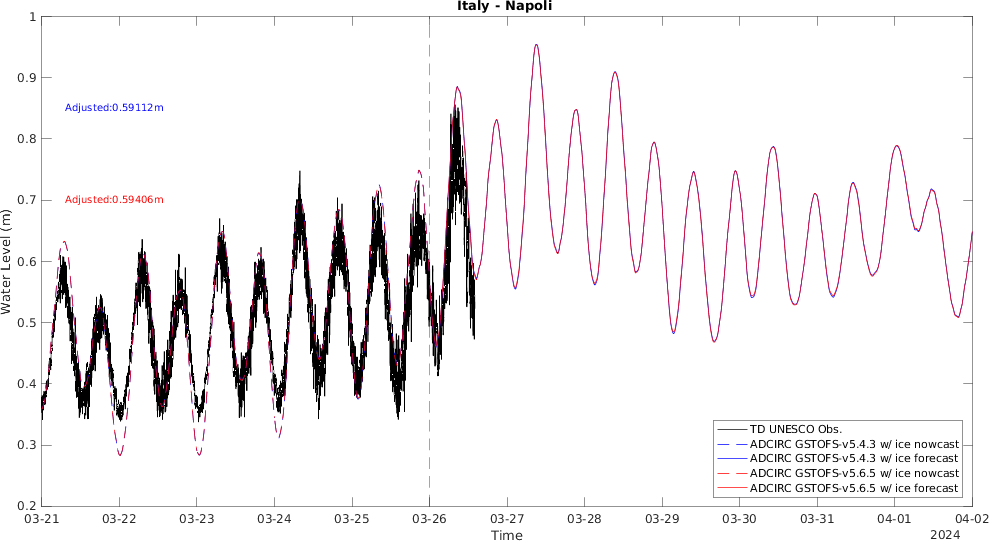 Italy - Napoli
1
0.9
0.8
0.7
0.6
0.5
0.4
0.3
0.2
Water Level (m)
Adjusted:0.59112m
Adjusted:0.59406m
TD UNESCO Obs.
ADCIRC GSTOFS-v5.4.3 w/ ice nowcast
ADCIRC GSTOFS-v5.4.3 w/ ice forecast
ADCIRC GSTOFS-v5.6.5 w/ ice nowcast
ADCIRC GSTOFS-v5.6.5 w/ ice forecast
03-21 03-22 03-23 03-24 03-25 03-26 03-27 03-28 03-29 03-30 03-31 04-01 04-02
Time
2024